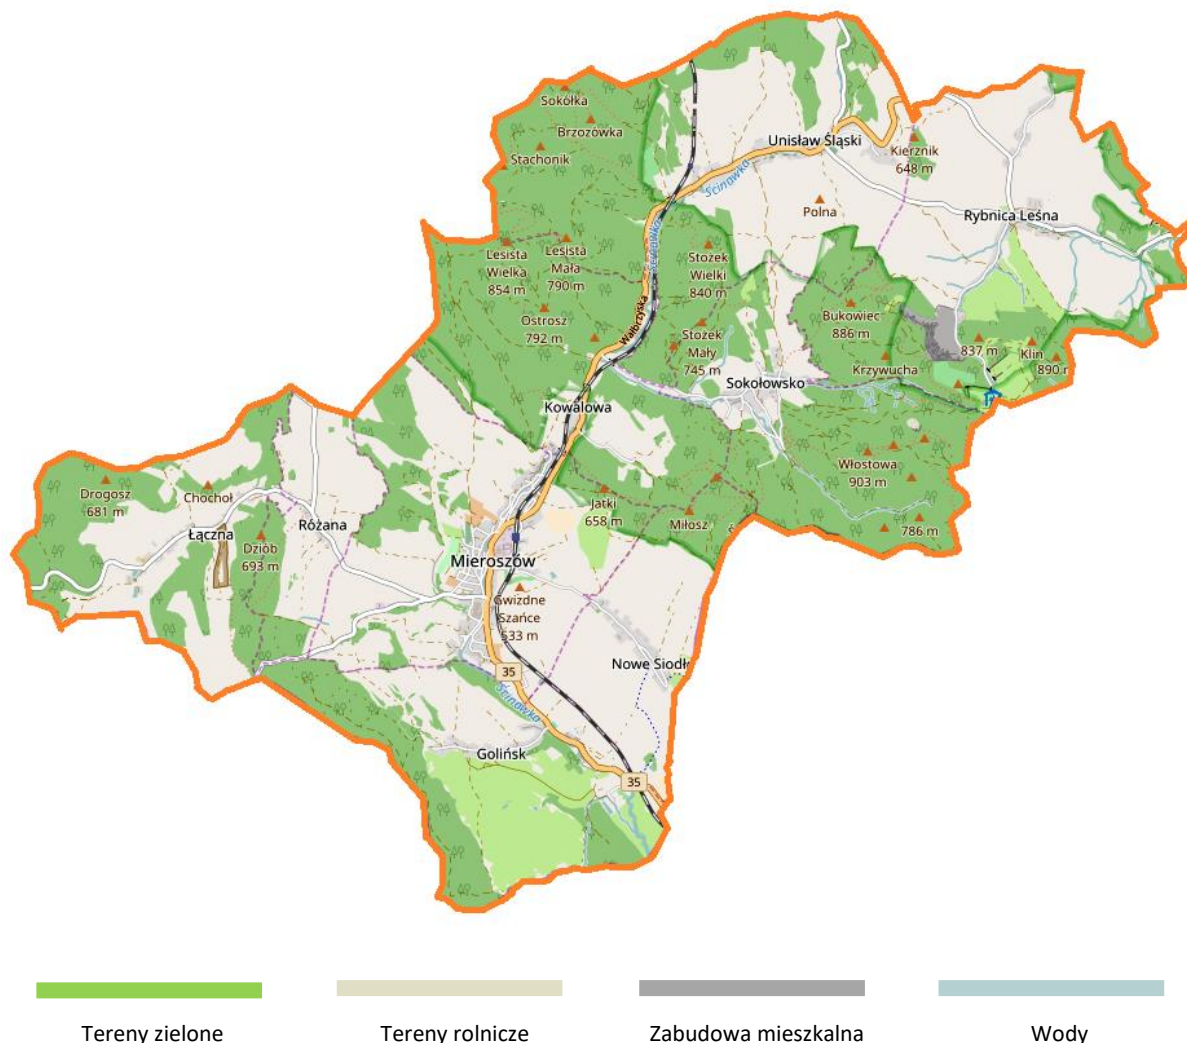 Sokółka
Brzozówka
Stachonik
Unisław Śląski
Kierznik
648 m
Ścinawka
Polna
Rybnica Leśna
Lesista
Wielka
854 m
Lesista
Mała
790 m
Stożek
Wielki
840 m
Ostrosz
792 m
Wałbrzyska
Stożek
Mały
745 m
Bukowiec
886 m
837 m
Klin
890 m
Krzywucha
Sokołowsko
Kowalowa
Włostowa
903 m
786 m
Drogosz
681 m
Chochoł
Łączna
Różana
Dziób
693 m
Jatki
658 m
Miłosz
Mieroszów
Gwizdne
Szańce
533 m
Nowe Siodł
35
Ścinawka
Golińsk
35
Tereny zielone
Tereny rolnicze
Zabudowa mieszkalna
Wody